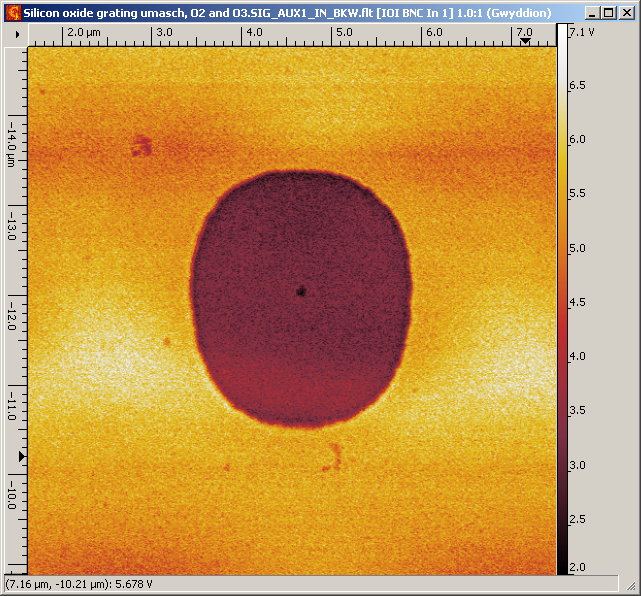 Silicon oxide grating umasch, O2 and O3.SIG_AUX1_IN_BKW.flt [IOI BNC In 1] 1.0:1 (Gwyddion)
2.0 µm 3.0 4.0 5.0 6.0 7.0
7.1 V
6.5
6.0
5.5
5.0
4.5
4.0
3.5
3.0
2.5
2.0
-14.0 µm
-13.0
-12.0
-11.0
-10.0
(7.16 µm, -10.21 µm): 5.678 V